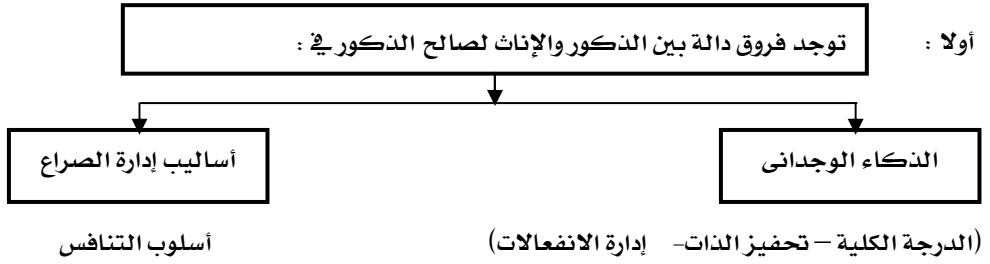 أولا : توجد فروق دالة بين الذكور والإناث لصالح الذكور في :
الذكاء الوجدانى أساليب إدارة الصراع
(الدرجة الكلية – تحفيز الذات- إدارة الانفعالات) أسلوب التنافس